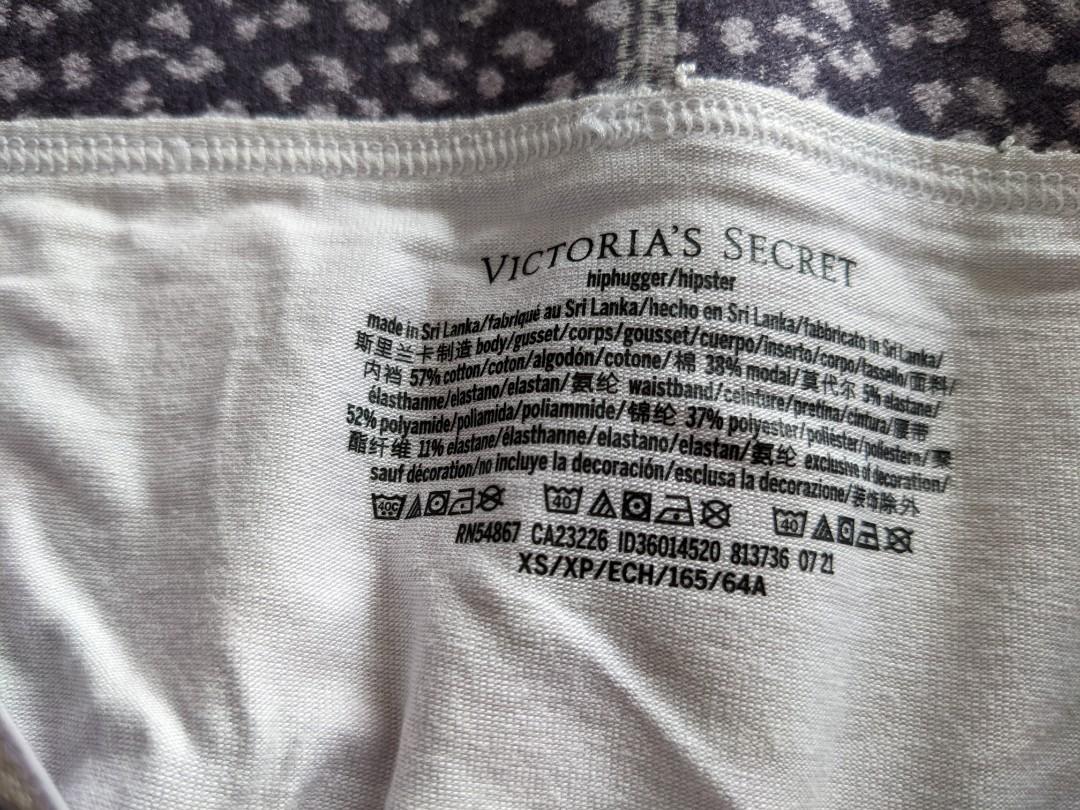 VICTORIA'S SECRET
hiphugger/hipster
made in Sri Lanka/fabriqué au Sri Lanka/hecho en Sri Lanka/fabbricato in Sri Lanka/
斯里兰卡制造 body/gusset/corps/gousset/cuerpo/inserto/corpo/tassello/面料/
内裆 57% cotton/coton/algodón/cotone/棉 38% modal/莫代尔 5% elastane/
élasthanne/elastano/elastan/氨纶 waistband/ceinture/pretina/cintura/腰带
52% polyamide/poliamida/poliammide/锦纶 37% polyester/poliéster/poliestere/聚
酯纤维 11% elastane/élasthanne/elastano/elastan/氨纶 exclusive of decoration/
sauf décoration/no incluye la decoración/esclusa la decorazione/装饰除外
40C 40 40
RN54867 CA23226 ID36014520 813736 07 21
XS/XP/ECH/165/64A